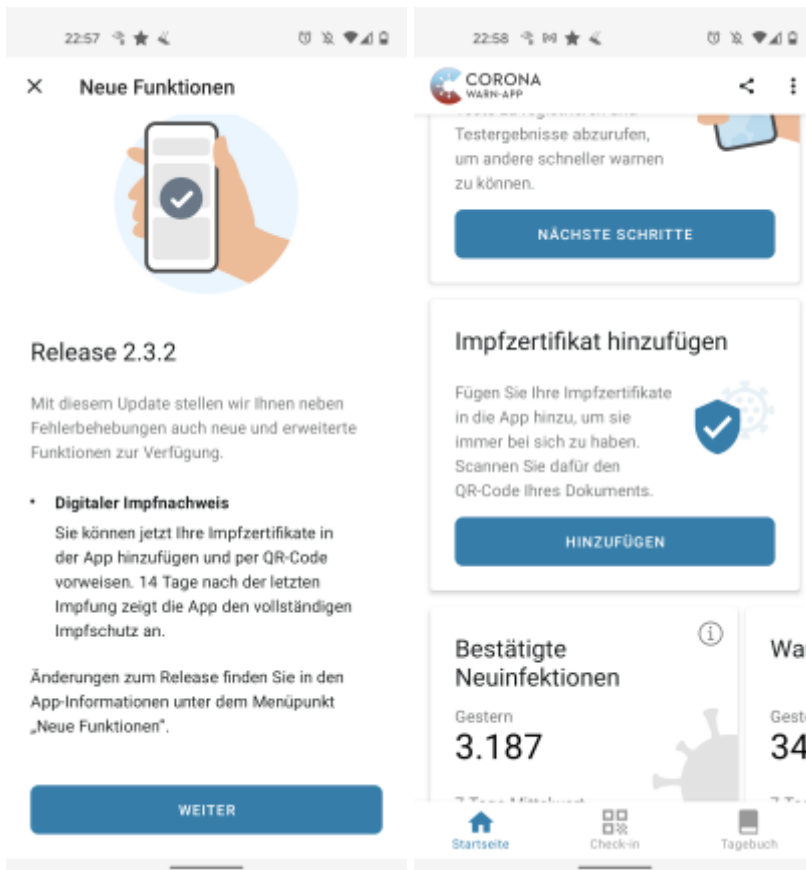 22:57
Neue Funktionen
Release 2.3.2
Mit diesem Update stellen wir Ihnen neben
Fehlerbehebungen auch neue und erweiterte
Funktionen zur Verfügung.
• Digitaler Impfnachweis
Sie können jetzt Ihre Impfzertifikate in
der App hinzufügen und per QR-Code
vorweisen. 14 Tage nach der letzten
Impfung zeigt die App den vollständigen
Impfschutz an.
Änderungen zum Release finden Sie in den
App-Informationen unter dem Menüpunkt
„Neue Funktionen“.
WEITER
22:58
CORONA
WARN-APP
Testergebnisse abzurufen,
um andere schneller warnen
zu können.
NÄCHSTE SCHRITTE
Impfzertifikat hinzufügen
Fügen Sie Ihre Impfzertifikate
in die App hinzu, um sie
immer bei sich zu haben.
Scannen Sie dafür den
QR-Code Ihres Dokuments.
HINZUFÜGEN
Bestätigte
Neuinfektionen
Gestern
3.187
Wa
Gest
34
Startseite
Check-in
Tagebuch